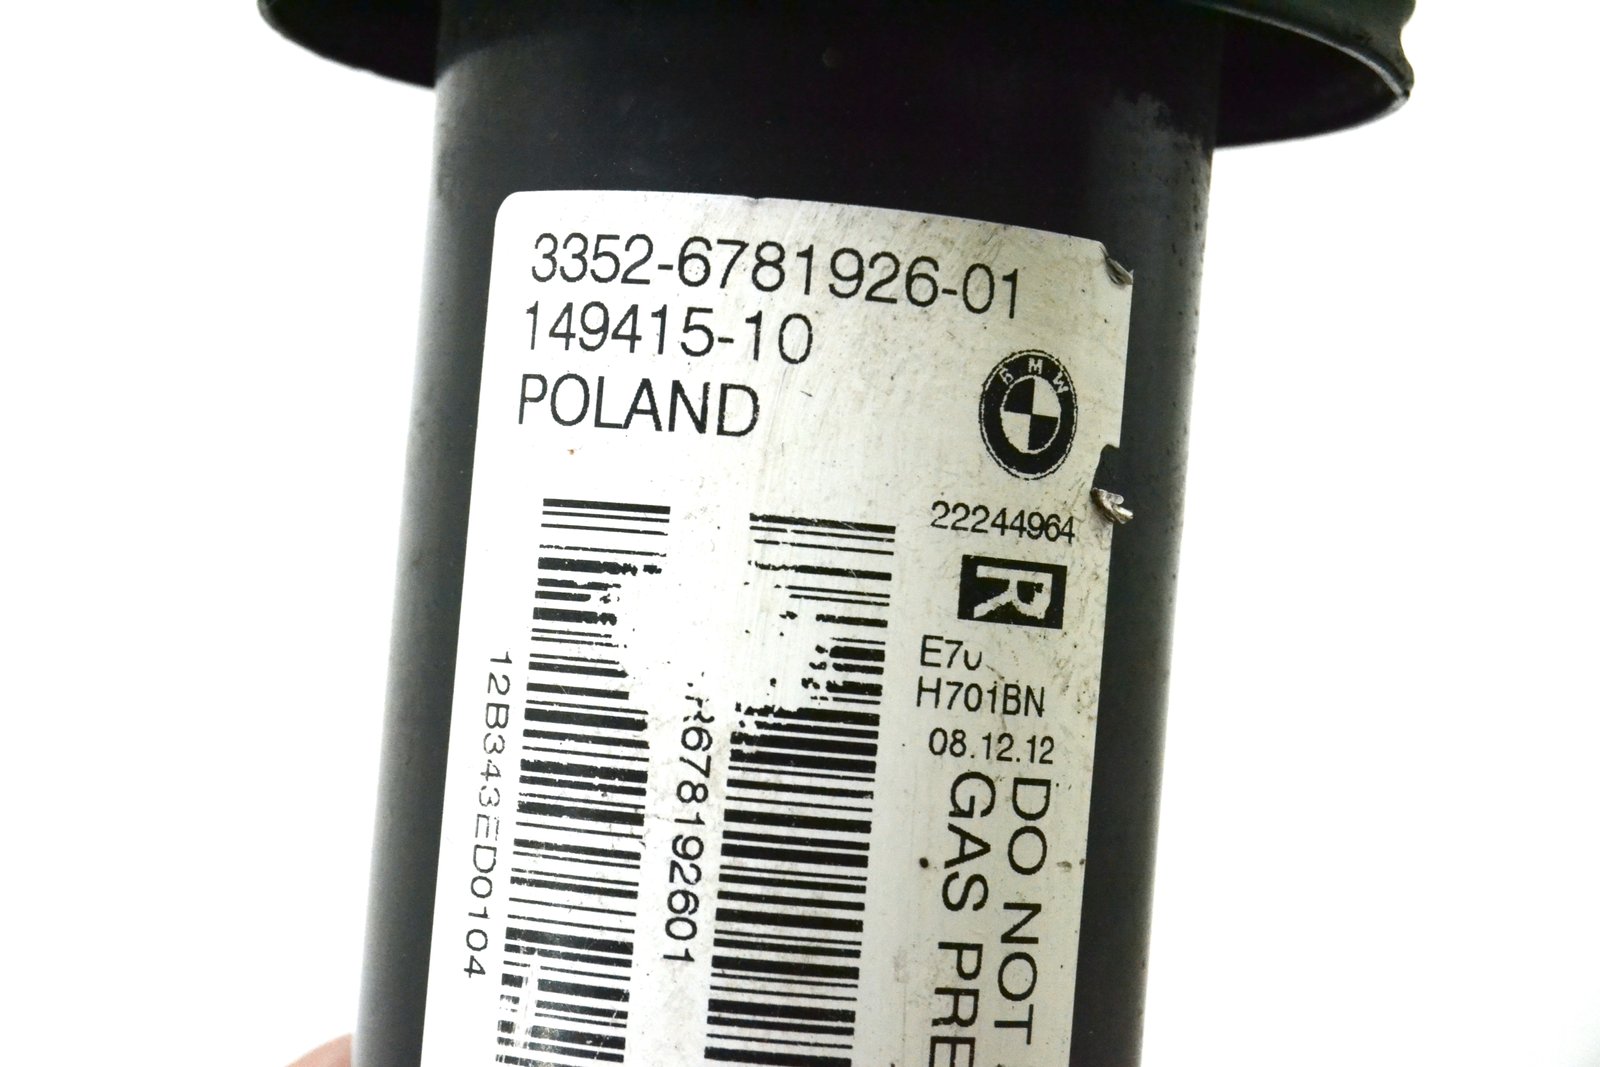 3352-6781926-01
149415-10
POLAND
BMW
22244964
R
H701BN
08.12.12
DO NOT
GAS PRE
R678192601
12B343ED0104